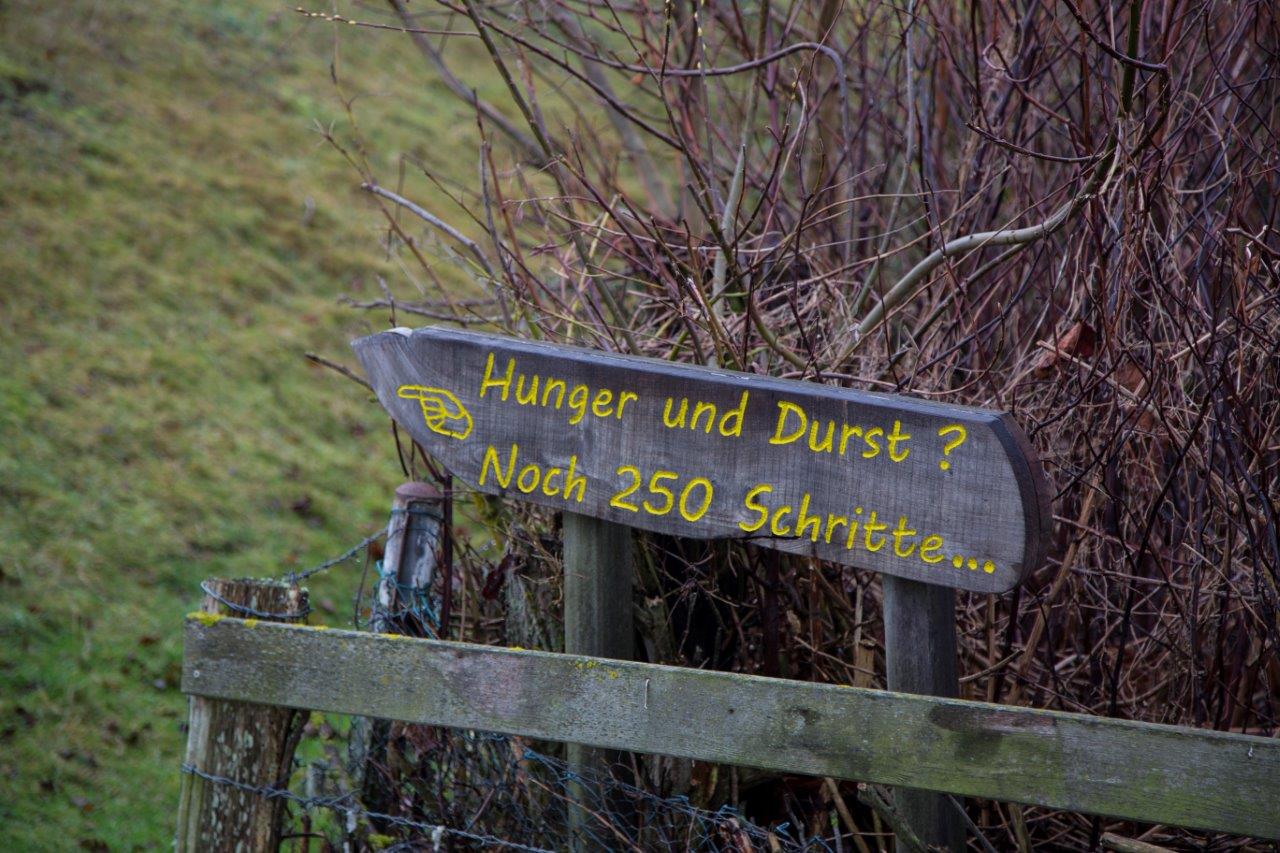 Hunger und Durst ?
Noch 250 Schritte...